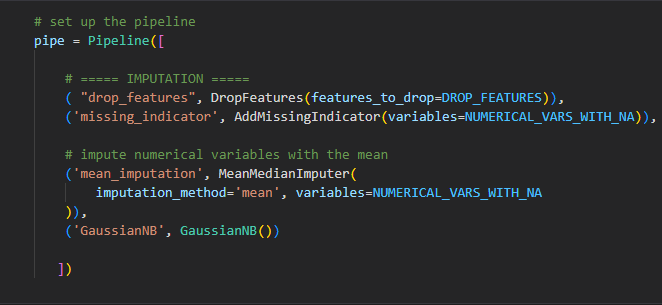 # set up the pipeline
pipe = Pipeline([
# ===== IMPUTATION =====
( "drop_features", DropFeatures(features_to_drop=DROP_FEATURES)),
('missing_indicator', AddMissingIndicator(variables=NUMERICAL_VARS_WITH_NA)),
# impute numerical variables with the mean
('mean_imputation', MeanMedianImputer(
imputation_method='mean', variables=NUMERICAL_VARS_WITH_NA
)),
('GaussianNB', GaussianNB())
])